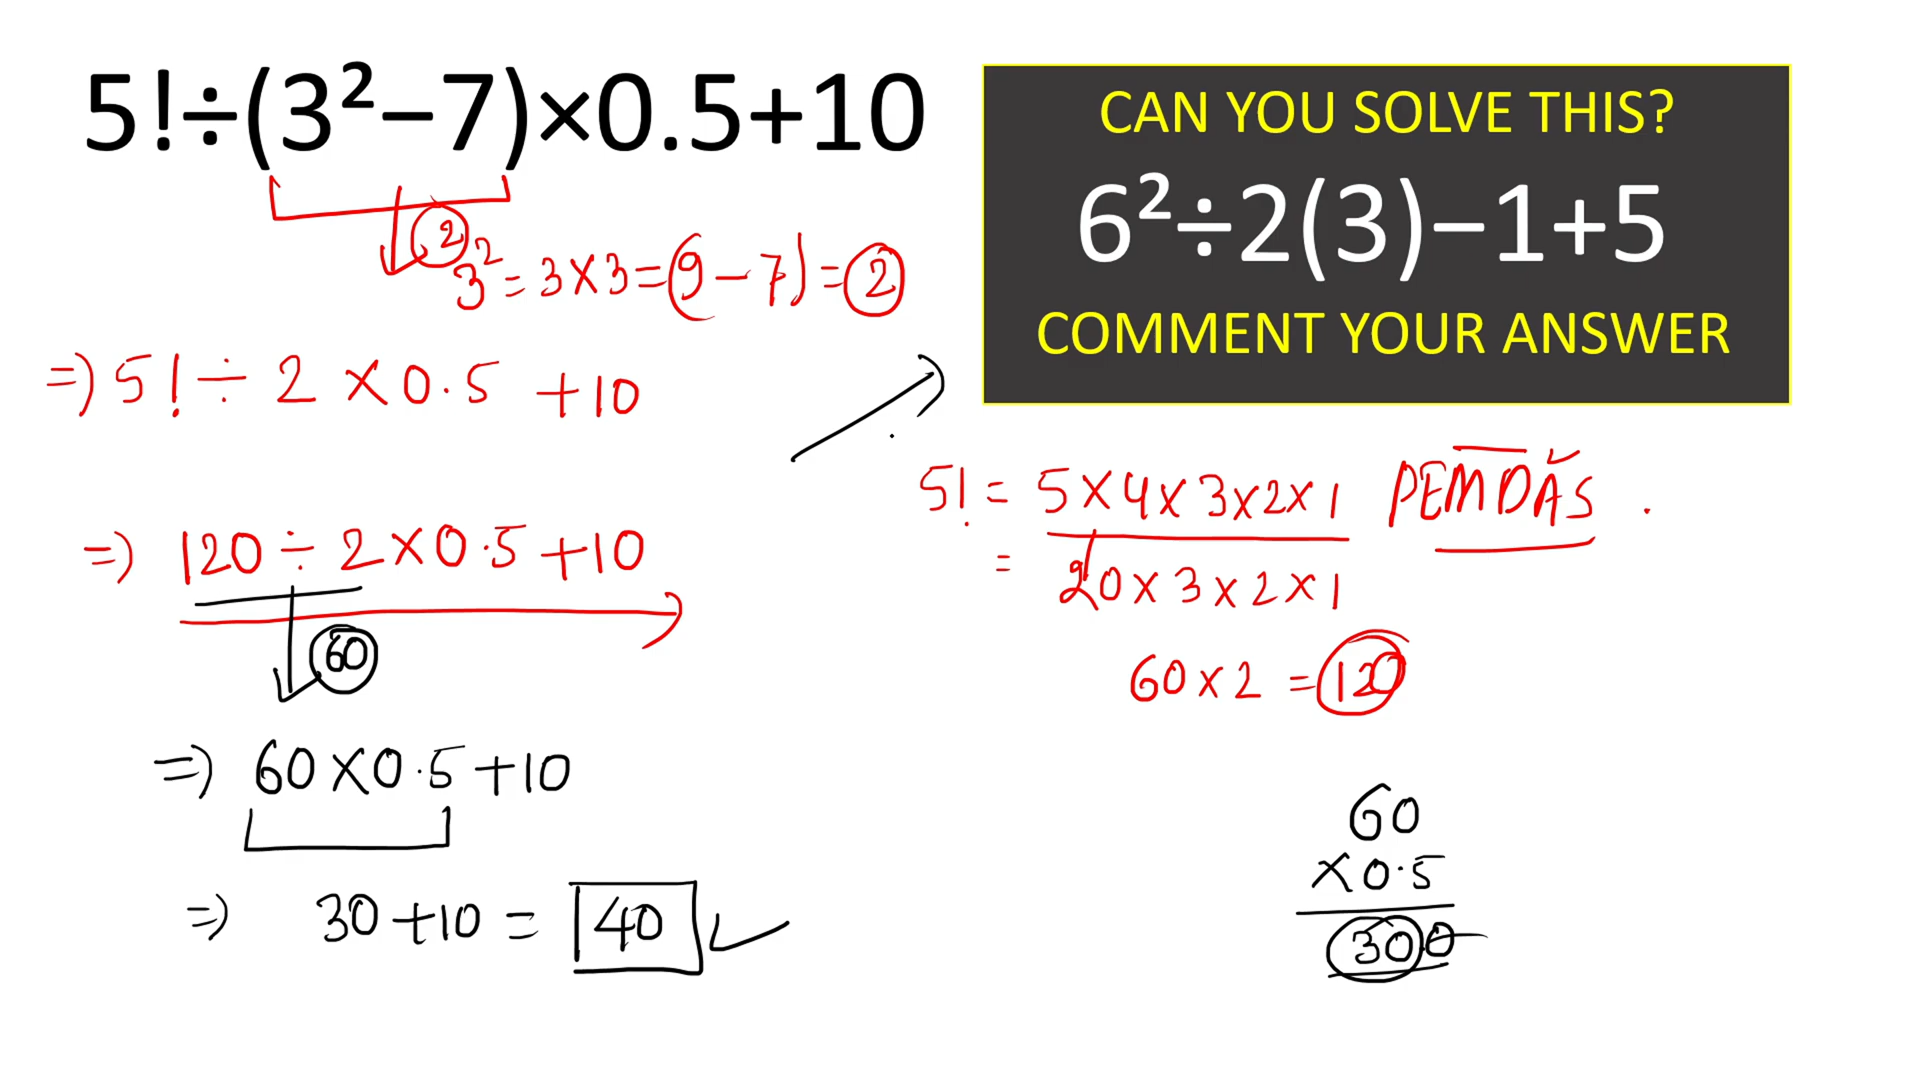 5!÷(3²−7)×0.5+10
2
3² = 3×3 = (9−7) = 2
⇒ 5! ÷ 2 × 0.5 + 10
⇒ 120 ÷ 2 × 0.5 + 10
60
⇒ 60 × 0.5 + 10
⇒ 30 + 10 = 40
CAN YOU SOLVE THIS?
6²÷2(3)−1+5
COMMENT YOUR ANSWER
5! = 5×4×3×2×1 PEMDAS .
= 20×3×2×1
60×2 = 120
60
×0.5
30.0